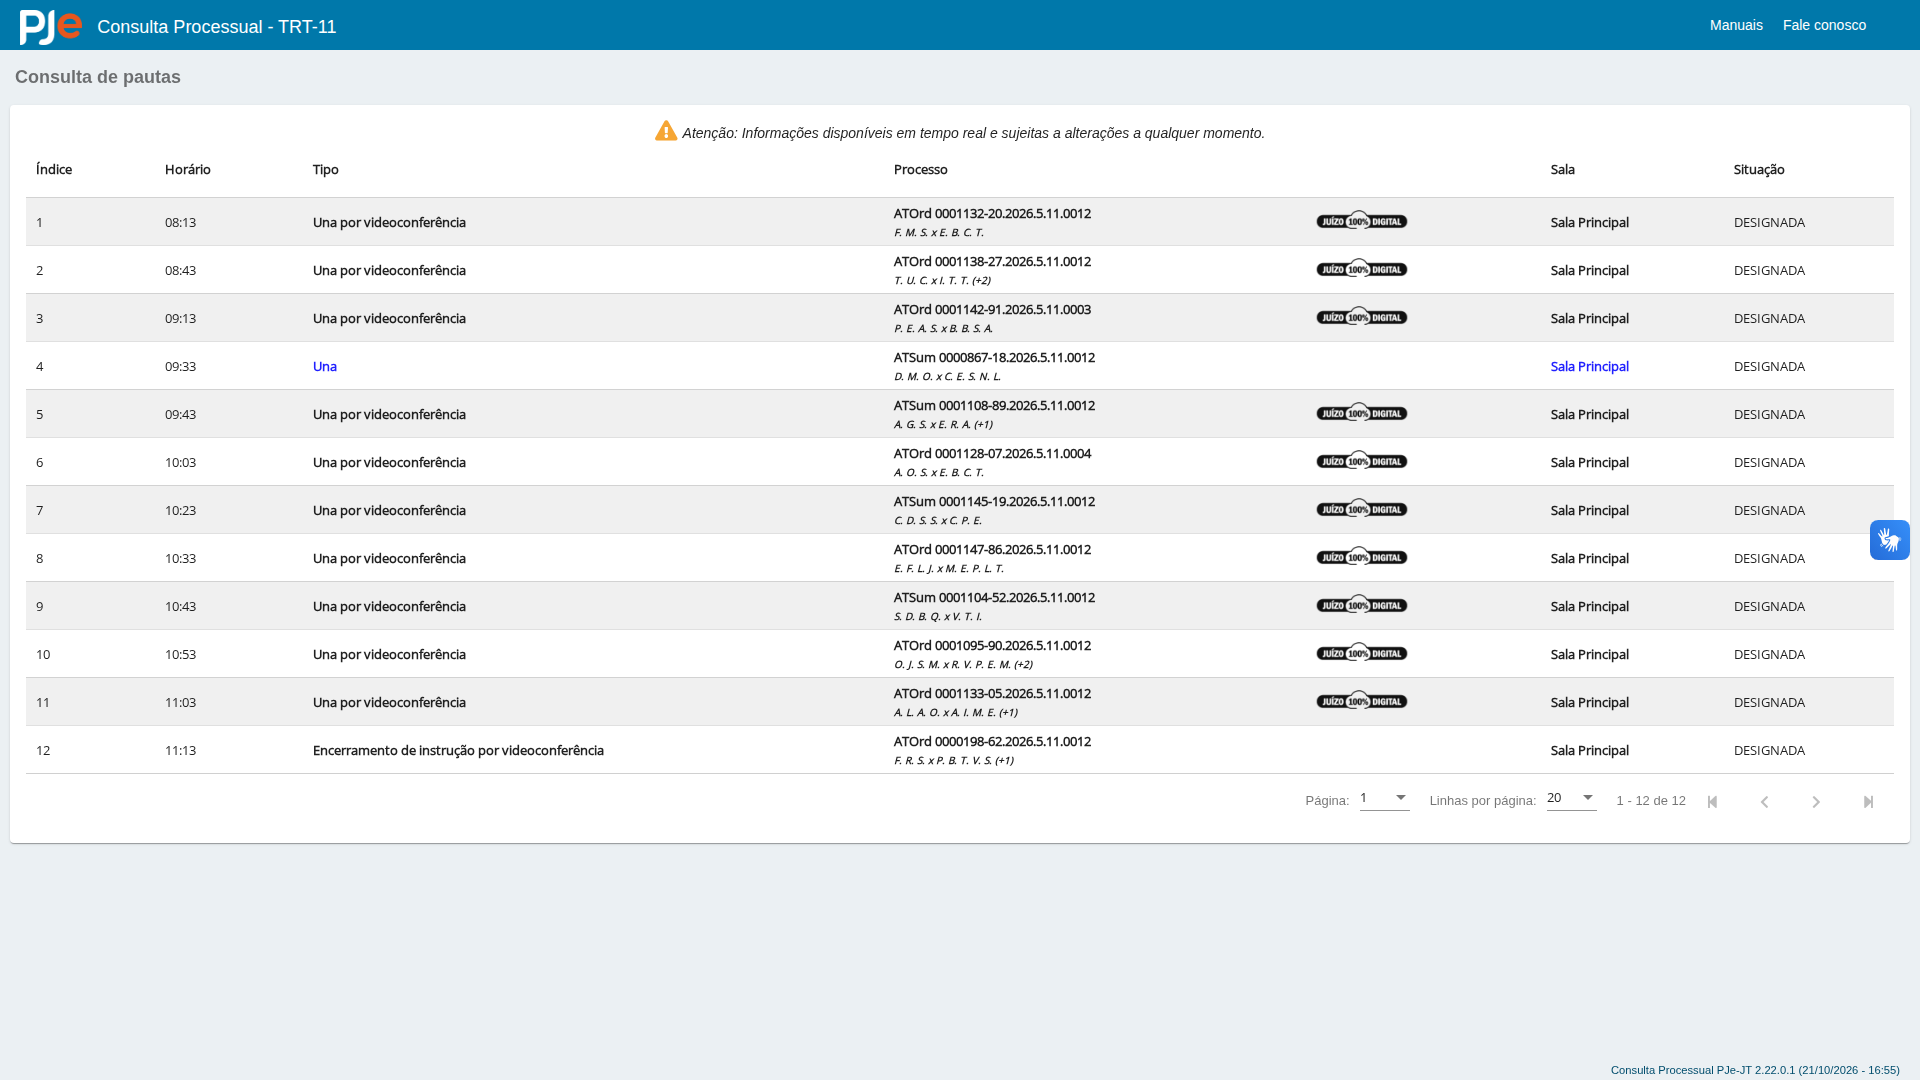 PJe Consulta Processual - TRT-11 Manuais Fale conosco
Consulta de pautas
Atenção: Informações disponíveis em tempo real e sujeitas a alterações a qualquer momento.
Índice Horário Tipo Processo Sala Situação
1 08:13 Una por videoconferência ATOrd 0001132-20.2026.5.11.0012 JUÍZO 100% DIGITAL Sala Principal DESIGNADA
F. M. S. x E. B. C. T.
2 08:43 Una por videoconferência ATOrd 0001138-27.2026.5.11.0012 JUÍZO 100% DIGITAL Sala Principal DESIGNADA
T. U. C. x I. T. T. (+2)
3 09:13 Una por videoconferência ATOrd 0001142-91.2026.5.11.0003 JUÍZO 100% DIGITAL Sala Principal DESIGNADA
P. E. A. S. x B. B. S. A.
4 09:33 Una ATSum 0000867-18.2026.5.11.0012 Sala Principal DESIGNADA
D. M. O. x C. E. S. N. L.
5 09:43 Una por videoconferência ATSum 0001108-89.2026.5.11.0012 JUÍZO 100% DIGITAL Sala Principal DESIGNADA
A. G. S. x E. R. A. (+1)
6 10:03 Una por videoconferência ATOrd 0001128-07.2026.5.11.0004 JUÍZO 100% DIGITAL Sala Principal DESIGNADA
A. O. S. x E. B. C. T.
7 10:23 Una por videoconferência ATSum 0001145-19.2026.5.11.0012 JUÍZO 100% DIGITAL Sala Principal DESIGNADA
C. D. S. S. x C. P. E.
8 10:33 Una por videoconferência ATOrd 0001147-86.2026.5.11.0012 JUÍZO 100% DIGITAL Sala Principal DESIGNADA
E. F. L. J. x M. E. P. L. T.
9 10:43 Una por videoconferência ATSum 0001104-52.2026.5.11.0012 JUÍZO 100% DIGITAL Sala Principal DESIGNADA
S. D. B. Q. x V. T. I.
10 10:53 Una por videoconferência ATOrd 0001095-90.2026.5.11.0012 JUÍZO 100% DIGITAL Sala Principal DESIGNADA
O. J. S. M. x R. V. P. E. M. (+2)
11 11:03 Una por videoconferência ATOrd 0001133-05.2026.5.11.0012 JUÍZO 100% DIGITAL Sala Principal DESIGNADA
A. L. A. O. x A. I. M. E. (+1)
12 11:13 Encerramento de instrução por videoconferência ATOrd 0000198-62.2026.5.11.0012 Sala Principal DESIGNADA
F. R. S. x P. B. T. V. S. (+1)
Página: 1 Linhas por página: 20 1 - 12 de 12
Consulta Processual PJe-JT 2.22.0.1 (21/10/2026 - 16:55)